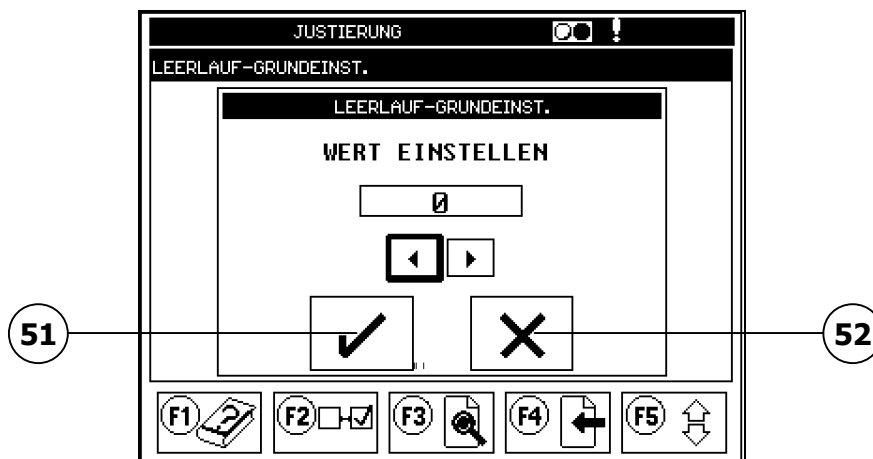 JUSTIERUNG !
LEERLAUF-GRUNDEINST.
LEERLAUF-GRUNDEINST.
WERT EINSTELLEN
0
51
52
F1 ?
F2
F3
F4
F5